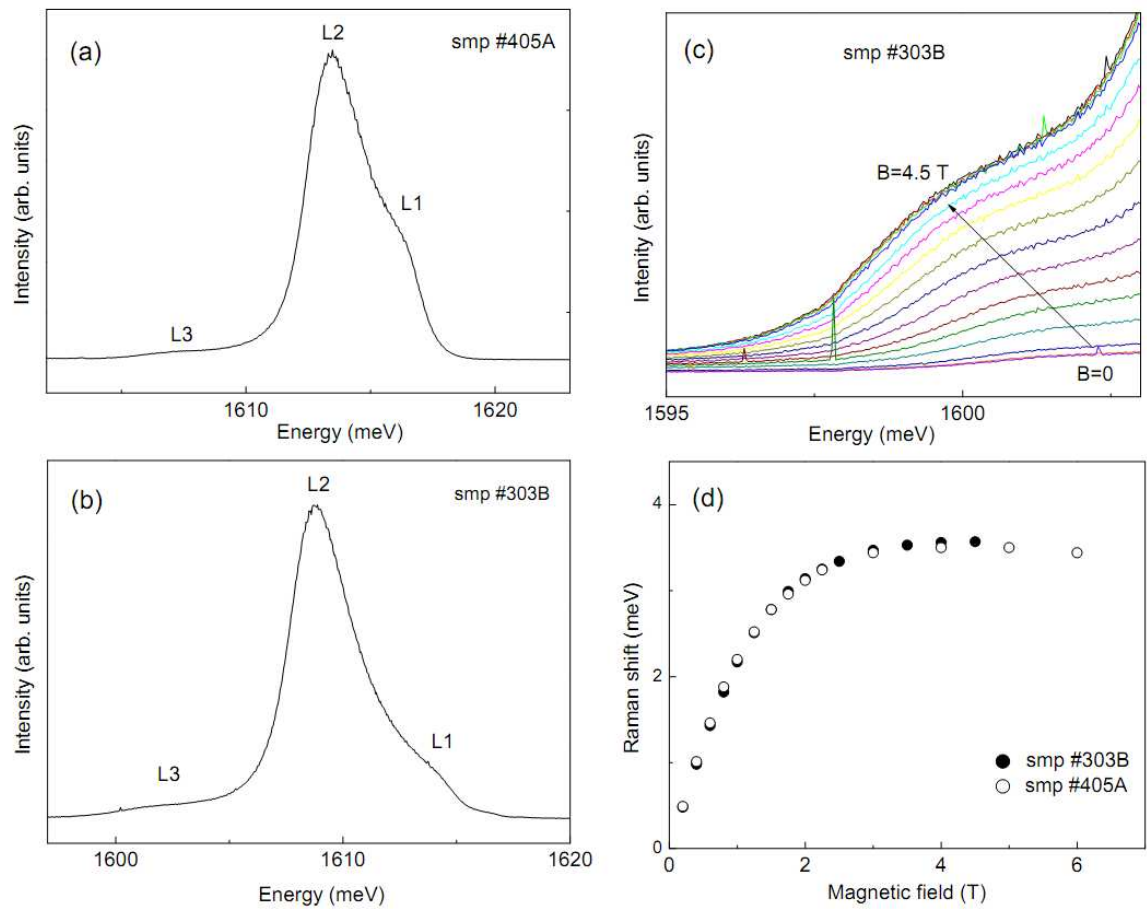 (a)
L2
smp #405A
L1
L3
Intensity (arb. units)
1610
1620
Energy (meV)
(c)
smp #303B
B=4.5 T
B=0
Intenity (arb. units)
1595
1600
Energy (meV)
(b)
L2
smp #303B
L1
L3
Intensity (arb. units)
1600
1610
1620
Energy (meV)
(d)
4
2
0
Raman shift (meV)
smp #303B
smp #405A
0
2
4
6
Magnetic field (T)